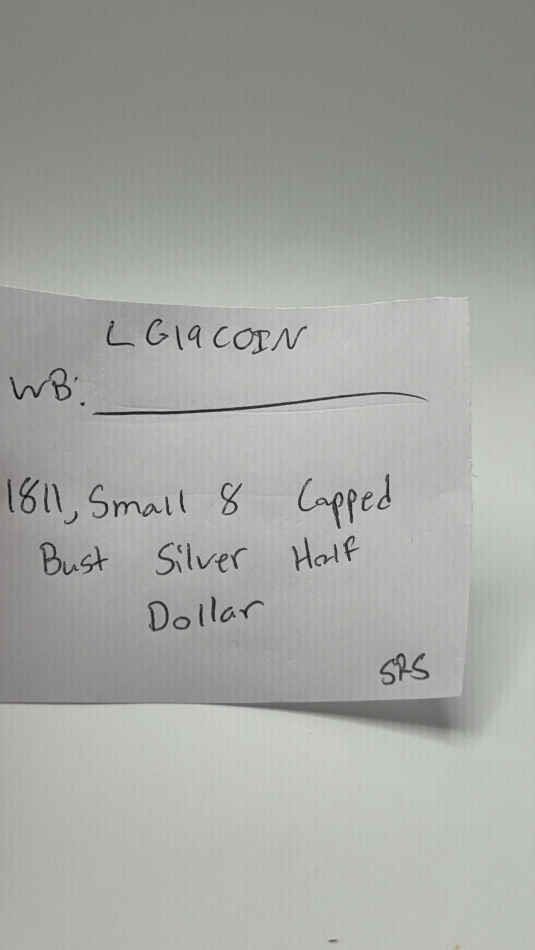 LG19COIN
WB:
1811, Small 8 Capped
Bust Silver Half
Dollar
SRS